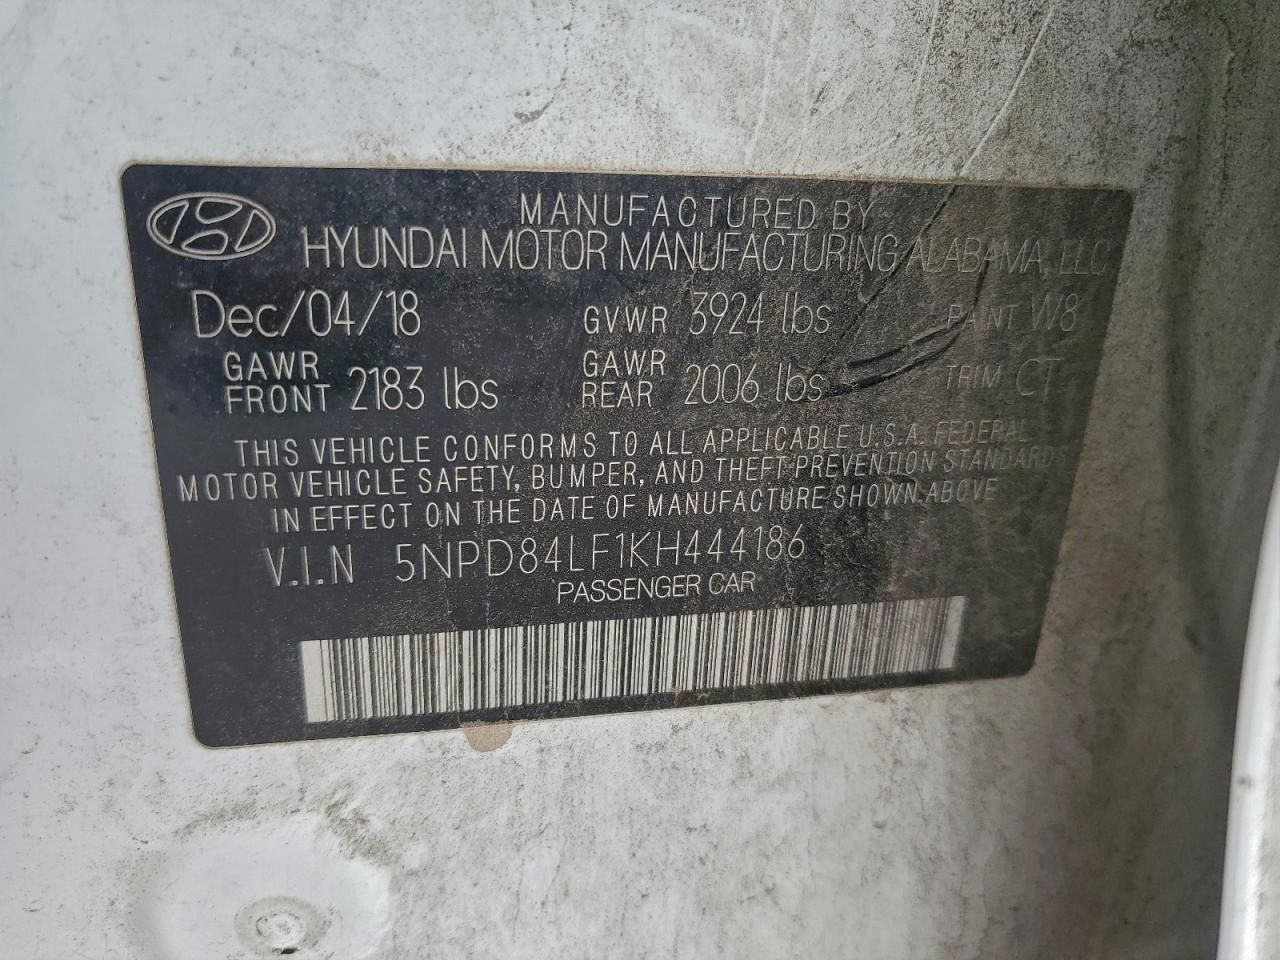 MANUFACTURED BY
HYUNDAI MOTOR MANUFACTURING ALABAMA, LLC
Dec/04/18 GVWR 3924 lbs PAINT W8
GAWR FRONT 2183 lbs GAWR REAR 2006 lbs TRIM CT
THIS VEHICLE CONFORMS TO ALL APPLICABLE U.S.A. FEDERAL
MOTOR VEHICLE SAFETY, BUMPER, AND THEFT PREVENTION STANDARDS
IN EFFECT ON THE DATE OF MANUFACTURE SHOWN ABOVE
V.I.N 5NPD84LF1KH444186
PASSENGER CAR